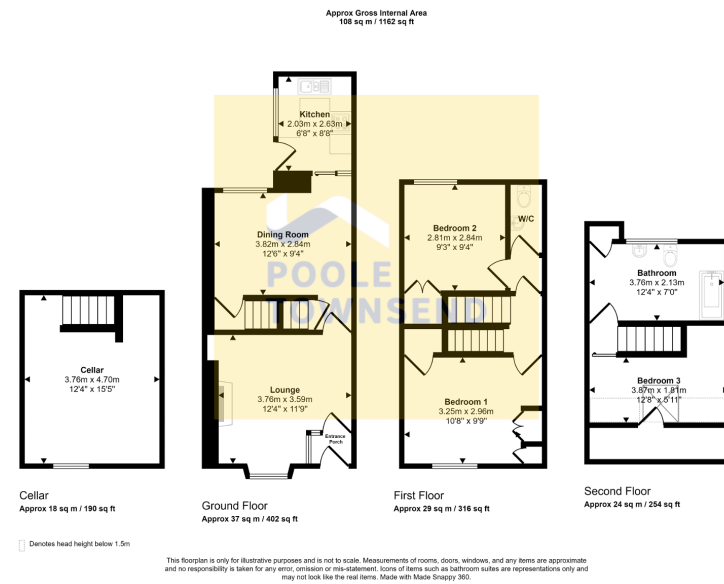 Approx Gross Internal Area
108 sq m / 1162 sq ft
Kitchen
2.03m x 2.63m
6'8" x 8'8"
Dining Room
3.82m x 2.84m
12'6" x 9'4"
Bedroom 2
2.81m x 2.84m
9'3" x 9'4"
W/C
Bathroom
3.76m x 2.13m
12'4" x 7'0"
POOLE
TOWNSEND
Cellar
3.76m x 4.70m
12'4" x 15'5"
Lounge
3.76m x 3.59m
12'4" x 11'9"
Entrance
Porch
Bedroom 1
3.25m x 2.96m
10'8" x 9'9"
Bedroom 3
3.87m x 1.81m
12'8" x 5'11"
Cellar
Approx 18 sq m / 190 sq ft
Ground Floor
Approx 37 sq m / 402 sq ft
First Floor
Approx 29 sq m / 316 sq ft
Second Floor
Approx 24 sq m / 254 sq ft
Denotes head height below 1.5m
This floorplan is only for illustrative purposes and is not to scale. Measurements of rooms, doors, windows, and any items are approximate
and no responsibility is taken for any error, omission or mis-statement. Icons of items such as bathroom suites are representations only and
may not look like the real items. Made with Made Snappy 360.